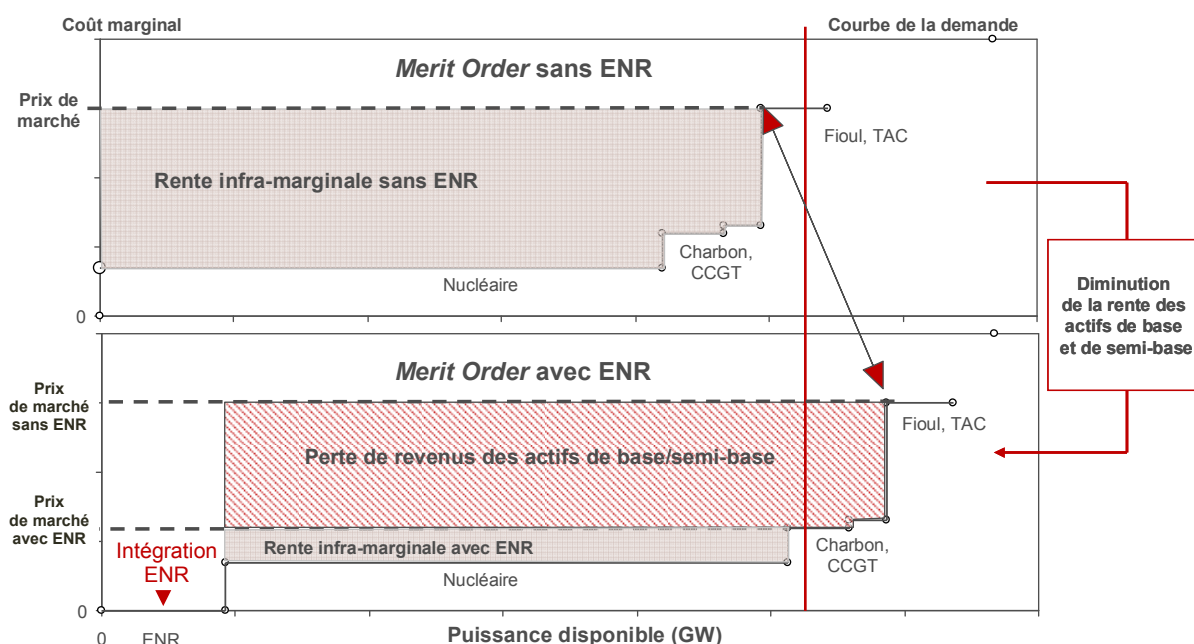 Coût marginal
Courbe de la demande
Merit Order sans ENR
Prix de
marché
Fioul, TAC
Rente infra-marginale sans ENR
Charbon,
CCGT
Nucléaire
0
Diminution
de la rente des
actifs de base
et de semi-base
Merit Order avec ENR
Prix
de marché
sans ENR
Fioul, TAC
Perte de revenus des actifs de base/semi-base
Prix
de marché
avec ENR
Intégration
ENR
Rente infra-marginale avec ENR
Charbon,
CCGT
Nucléaire
0
0
ENR
Puissance disponible (GW)